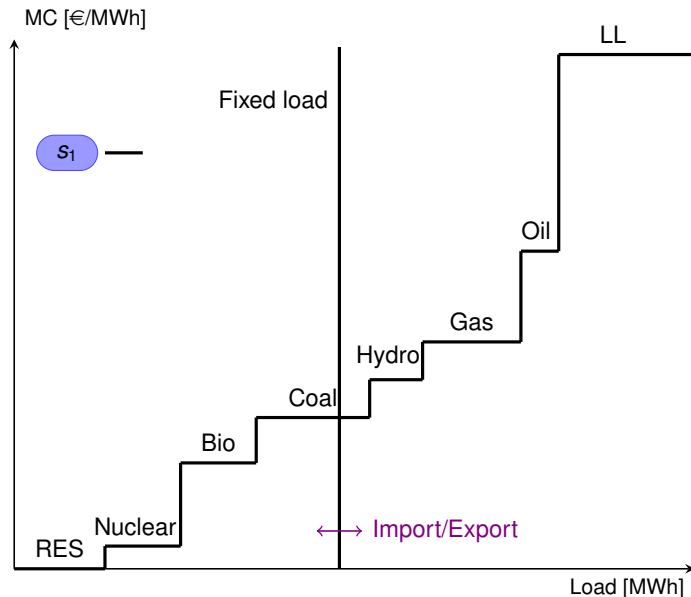 MC [€/MWh]
LL
Fixed load
s1
Oil
Gas
Hydro
Coal
Bio
Nuclear
Import/Export
RES
Load [MWh]